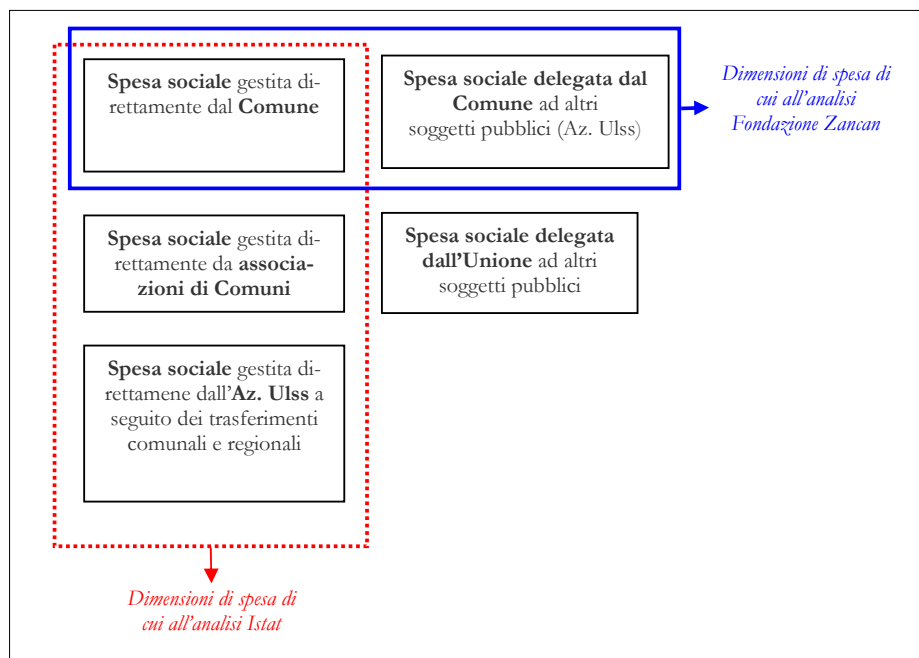 Spesa sociale gestita di-
rettamente dal Comune
Spesa sociale delegata dal
Comune ad altri
soggetti pubblici (Az. Ulss)
Dimensioni di spesa di
cui all'analisi
Fondazione Zancan
Spesa sociale gestita di-
rettamente da associa-
zioni di Comuni
Spesa sociale delegata
dall'Unione ad altri
soggetti pubblici
Spesa sociale gestita di-
rettamene dall'Az. Ulss a
seguito dei trasferimenti
comunali e regionali
Dimensioni di spesa di
cui all'analisi Istat